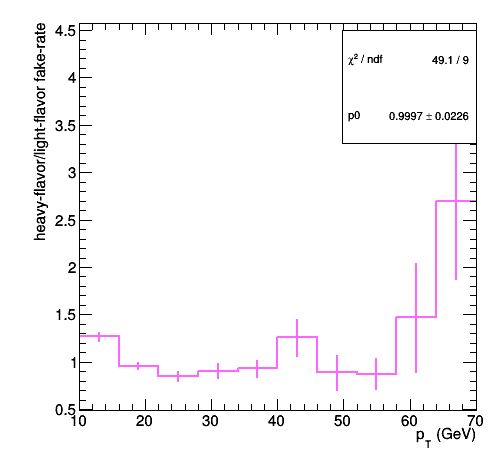 heavy-flavor/light-flavor fake-rate
4.5
4
3.5
3
2.5
2
1.5
1
0.5
χ² / ndf 49.1 / 9
p0 0.9997 ± 0.0226
10 20 30 40 50 60 70
p_T (GeV)